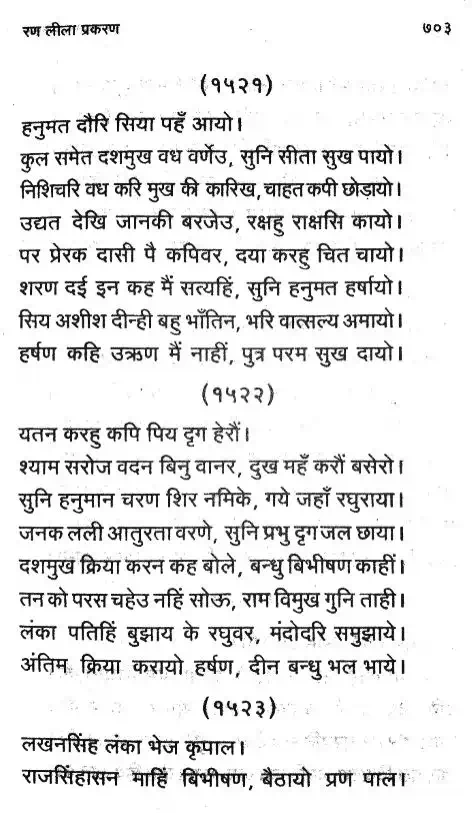 रण लीला प्रकरण ७०३
(१५२१)
हनुमत दौरि सिया पहँ आयो।
कुल समेत दशमुख वध वर्णेउ, सुनि सीता सुख पायो।
निशिचरि वध करि मुख की कारिख, चाहत कपी छोड़ायो।
उद्यत देखि जानकी बरजेउ, रक्षहु राक्षसि कायो।
पर प्रेरक दासी पै कपिवर, दया करहु चित चायो।
शरण दई इन कह मैं सत्यहिं, सुनि हनुमत हर्षायो।
सिय अशीश दीन्ही बहु भाँतिन, भरि वात्सल्य अमायो।
हर्षण कहि उऋण मैं नाहीं, पुत्र परम सुख दायो।
(१५२२)
यतन करहु कपि पिय दृग हेरौं।
श्याम सरोज वदन बिनु वानर, दुख महँ करौं बसेरो।
सुनि हनुमान चरण शिर नमिके, गये जहाँ रघुराया।
जनक लली आतुरता वरणे, सुनि प्रभु दृग जल छाया।
दशमुख क्रिया करन कह बोले, बन्धु बिभीषण काहीं।
तन को परस चहेउ नहिं सोऊ, राम विमुख गुनि ताही।
लंका पतिहिं बुझाय के रघुवर, मंदोदरि समुझाये।
अंतिम क्रिया करायो हर्षण, दीन बन्धु भल भाये।
(१५२३)
लखनसिंह लंका भेज कृपाल।
राजसिंहासन माहिं बिभीषण, बैठायो प्रण पाल।